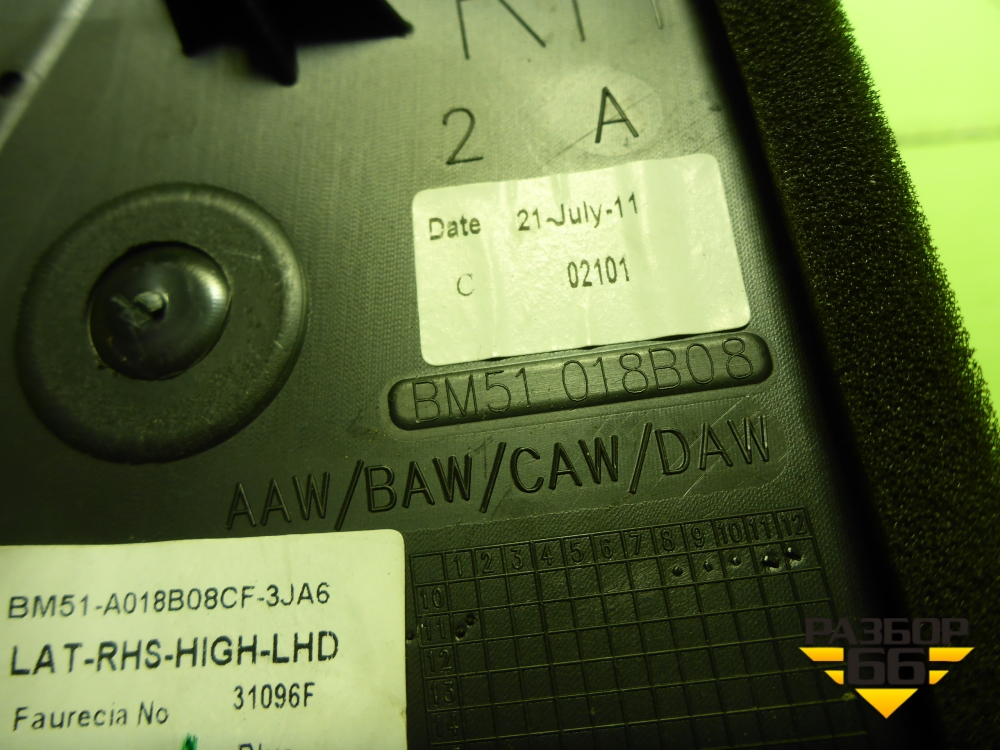 2 A
Date 21-July-11
C 02101
BM51 018B08
AAW/BAW/CAW/DAW
1 2 3 4 5 6 7 8 9 10 11 12
10
11
12
13
14
BM51-A018B08CF-3JA6
LAT-RHS-HIGH-LHD
Faurecia No 31096F
РАЗБОР
66